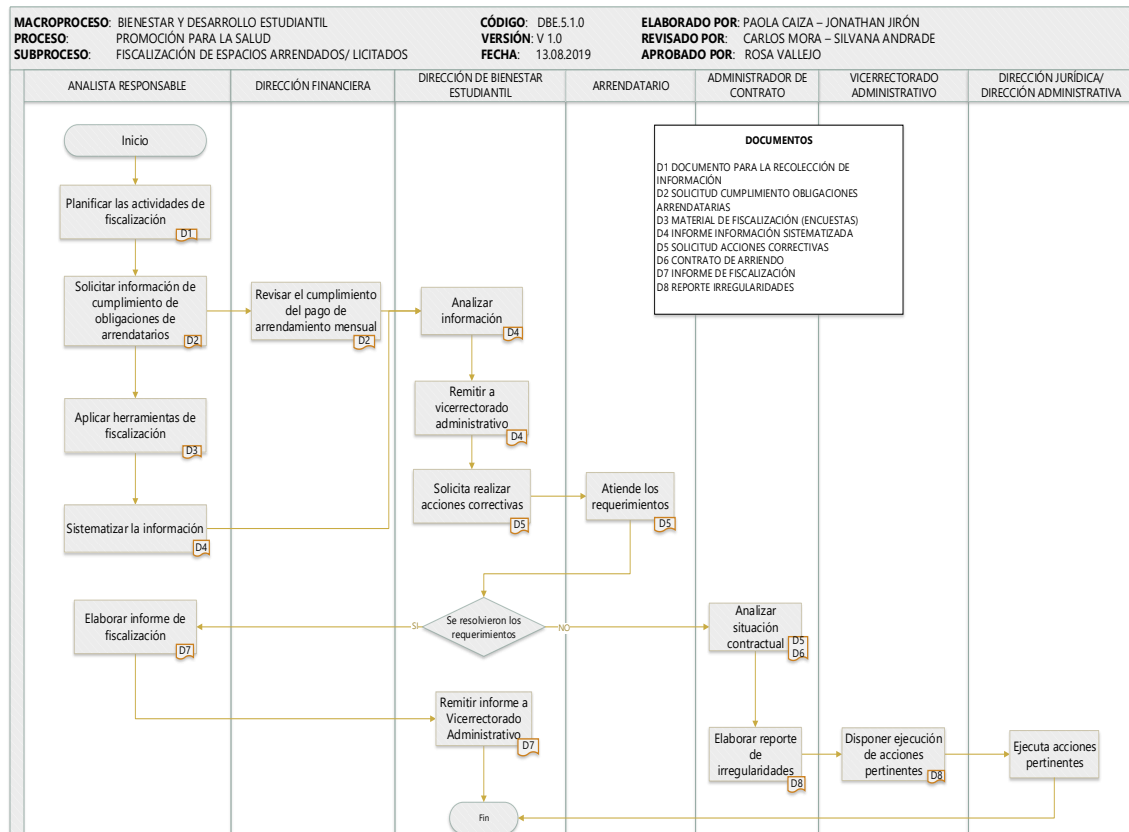 MACROPROCESO: BIENESTAR Y DESARROLLO ESTUDIANTIL
PROCESO: PROMOCIÓN PARA LA SALUD
SUBPROCESO: FISCALIZACIÓN DE ESPACIOS ARRENDADOS/ LICITADOS
CÓDIGO: DBE.5.1.0
VERSIÓN: V 1.0
FECHA: 13.08.2019
ELABORADO POR: PAOLA CAIZA – JONATHAN JIRÓN
REVISADO POR: CARLOS MORA – SILVANA ANDRADE
APROBADO POR: ROSA VALLEJO
ANALISTA RESPONSABLE
DIRECCIÓN FINANCIERA
DIRECCIÓN DE BIENESTAR
ESTUDIANTIL
ARRENDATARIO
ADMINISTRADOR DE
CONTRATO
VICERRECTORADO
ADMINISTRATIVO
DIRECCIÓN JURÍDICA/
DIRECCIÓN ADMINISTRATIVA
DOCUMENTOS
D1 DOCUMENTO PARA LA RECOLECCIÓN DE
INFORMACIÓN
D2 SOLICITUD CUMPLIMIENTO OBLIGACIONES
ARRENDATARIAS
D3 MATERIAL DE FISCALIZACIÓN (ENCUESTAS)
D4 INFORME INFORMACIÓN SISTEMATIZADA
D5 SOLICITUD ACCIONES CORRECTIVAS
D6 CONTRATO DE ARRIENDO
D7 INFORME DE FISCALIZACIÓN
D8 REPORTE IRREGULARIDADES
Inicio
Planificar las actividades de
fiscalización
D1
Solicitar información de
cumplimiento de
obligaciones de
arrendatarios
D2
Revisar el cumplimiento
del pago de
arrendamiento mensual
D2
Analizar
información
D4
Remitir a
vicerrectorado
administrativo
D4
Aplicar herramientas de
fiscalización
D3
Solicita realizar
acciones correctivas
D5
Atiende los
requerimientos
D5
Sistematizar la información
D4
Se resolvieron los
requerimientos
SI
NO
Elaborar informe de
fiscalización
D7
Analizar
situación
contractual
D5
D6
Remitir informe a
Vicerrectorado
Administrativo
D7
Elaborar reporte
de
irregularidades
D8
Disponer ejecución
de acciones
pertinentes
D8
Ejecuta acciones
pertinentes
Fin